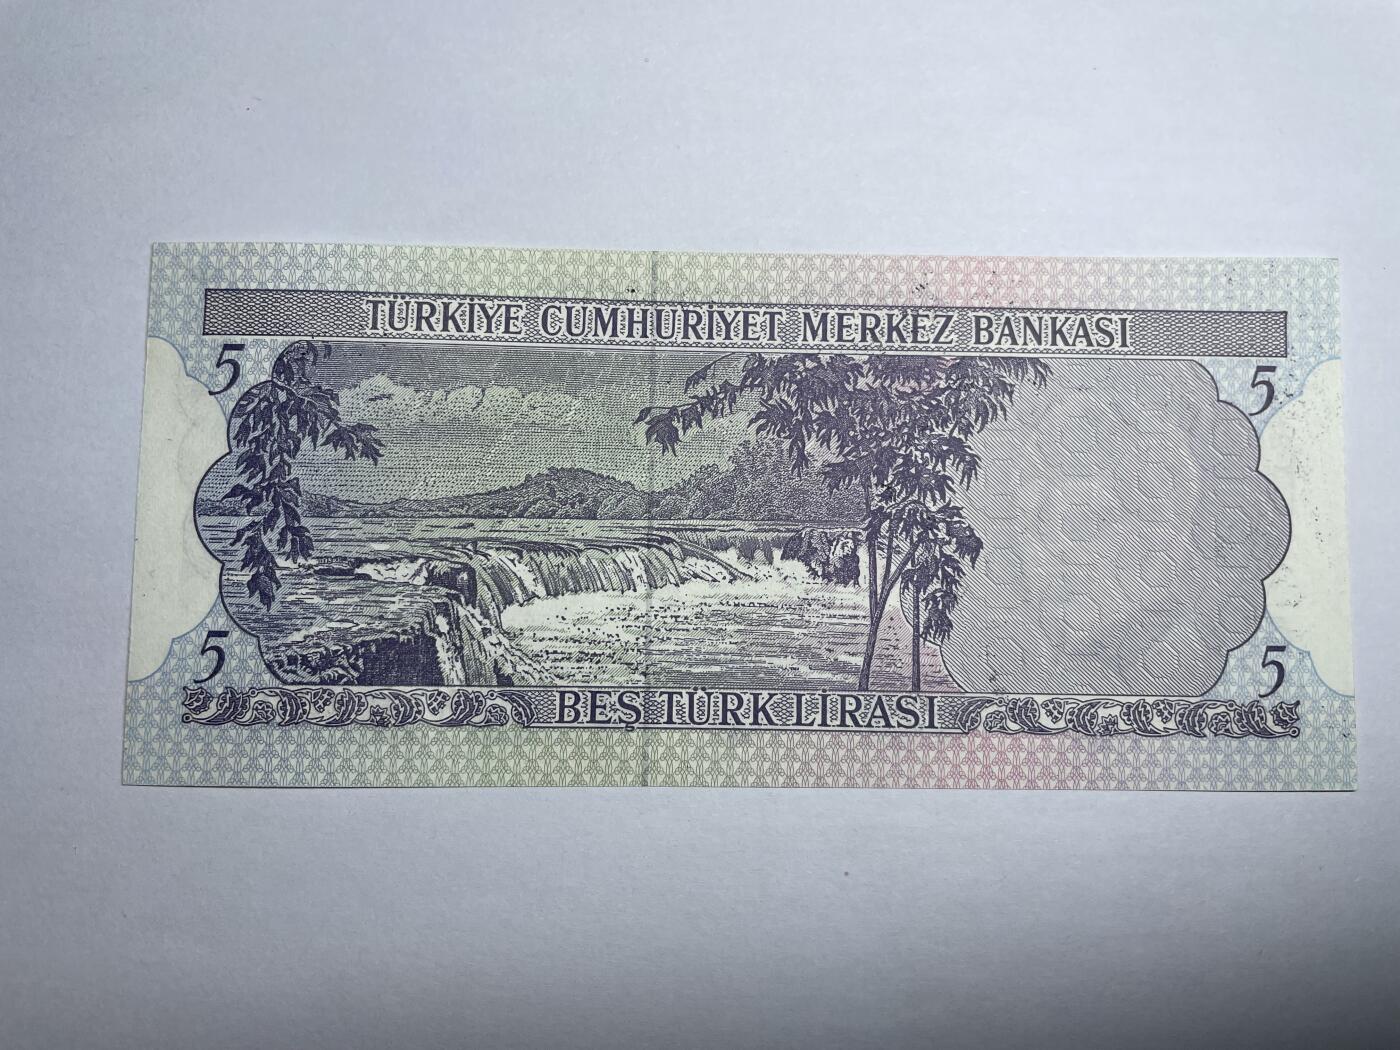 TÜRKİYE CUMHURİYET MERKEZ BANKASI
5 5
5 5
BEŞ TÜRK LİRASI